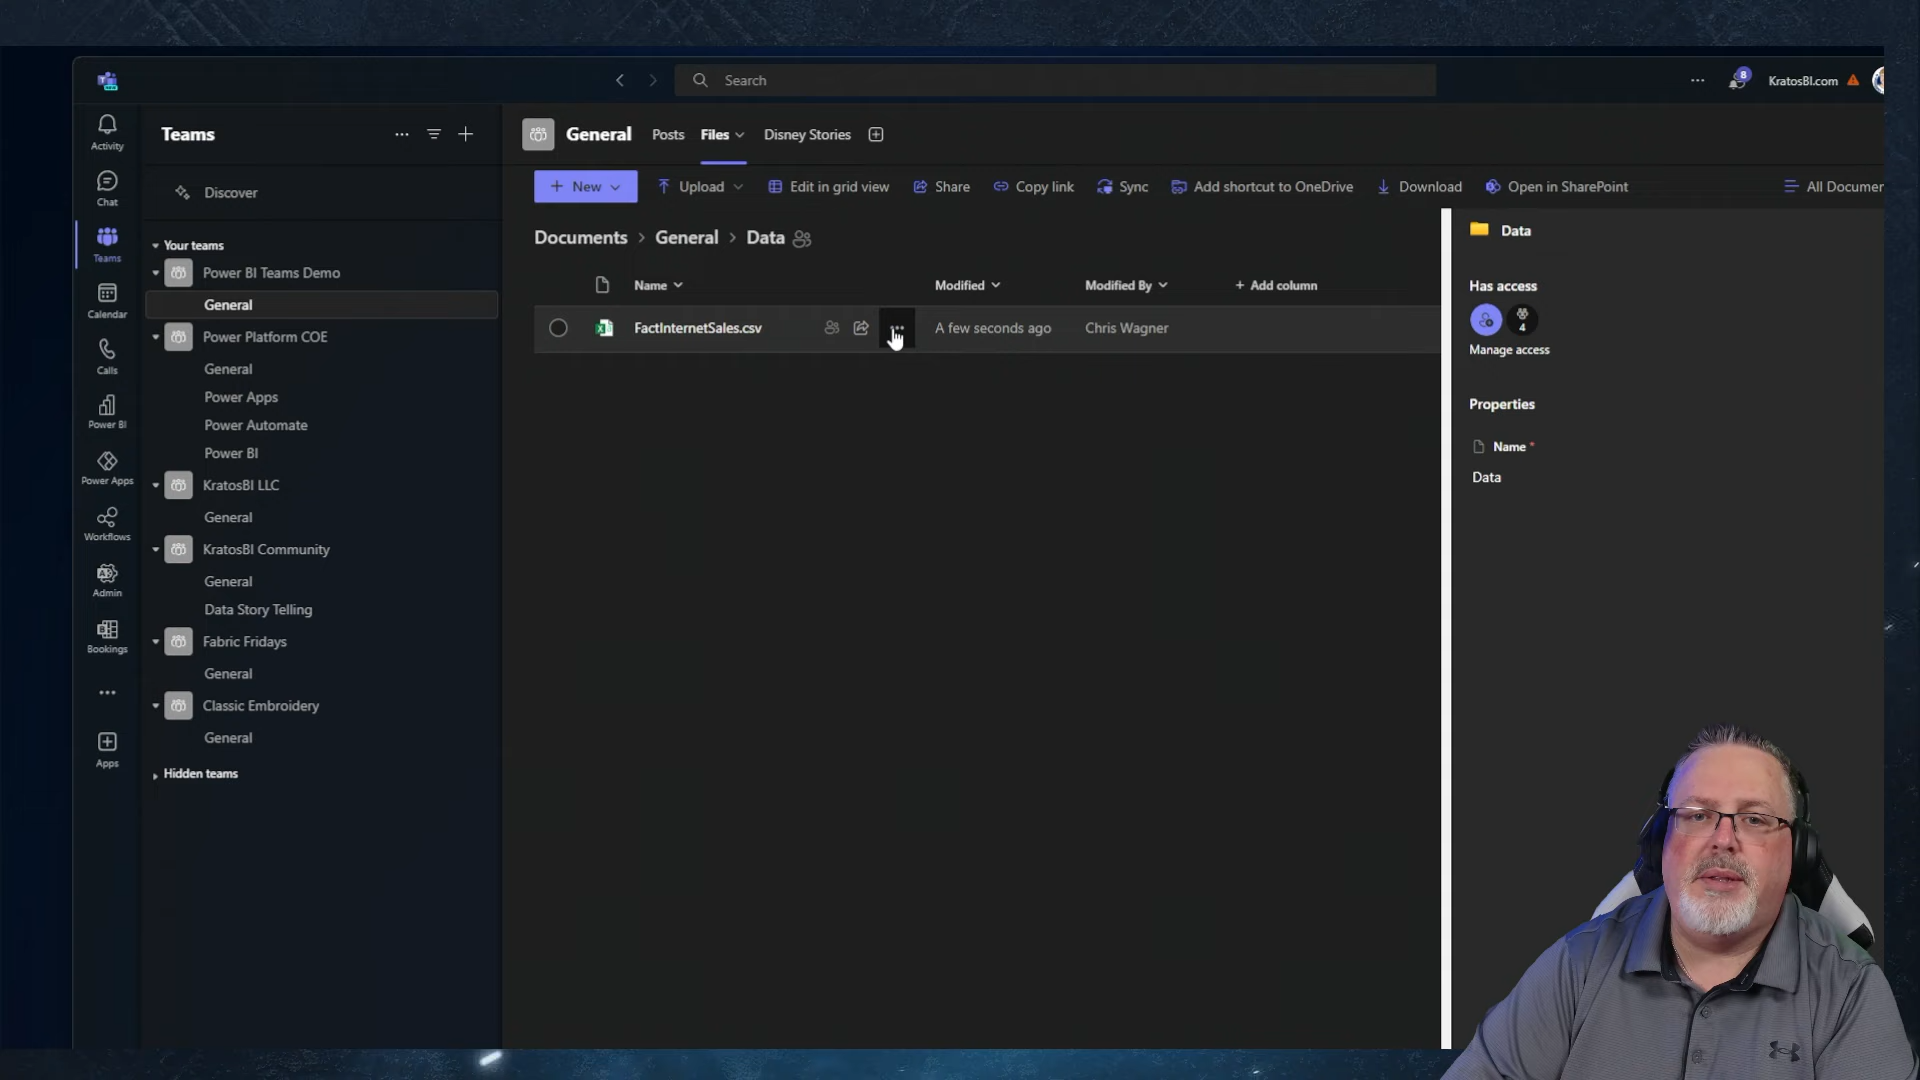 Search
8
KratosBI.com
Activity
Chat
Teams
Calendar
Calls
Power BI
Power Apps
Workflows
Admin
Bookings
Apps
Teams
Discover
Your teams
Power BI Teams Demo
General
Power Platform COE
General
Power Apps
Power Automate
Power BI
KratosBI LLC
General
KratosBI Community
General
Data Story Telling
Fabric Fridays
General
Classic Embroidery
General
Hidden teams
General Posts Files Disney Stories
New Upload Edit in grid view Share Copy link Sync Add shortcut to OneDrive Download Open in SharePoint All Documen
Documents > General > Data
Name Modified Modified By + Add column
FactInternetSales.csv A few seconds ago Chris Wagner
Data
Has access
4
Manage access
Properties
Name *
Data